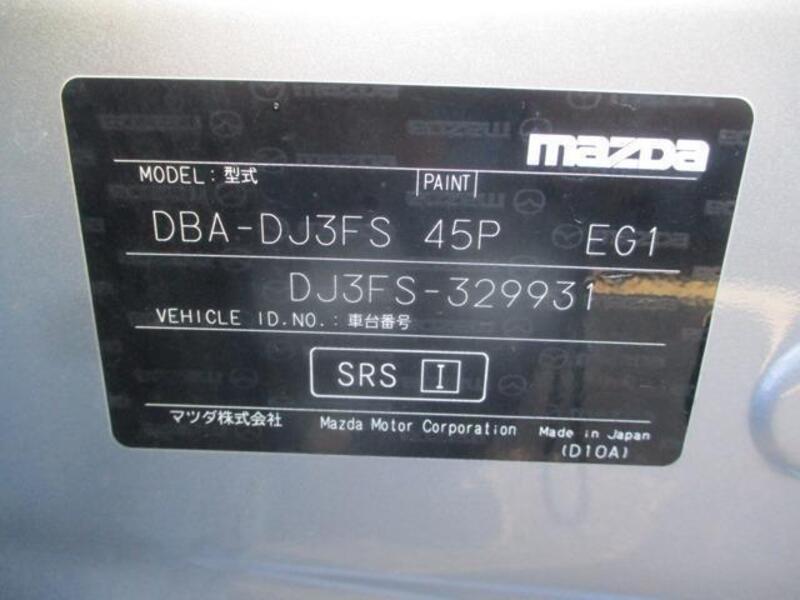 mazda
MODEL : 型式 PAINT
DBA-DJ3FS 45P EG1
DJ3FS-329931
VEHICLE ID.NO. : 車台番号
SRS I
マツダ株式会社 Mazda Motor Corporation Made in Japan
(D10A)